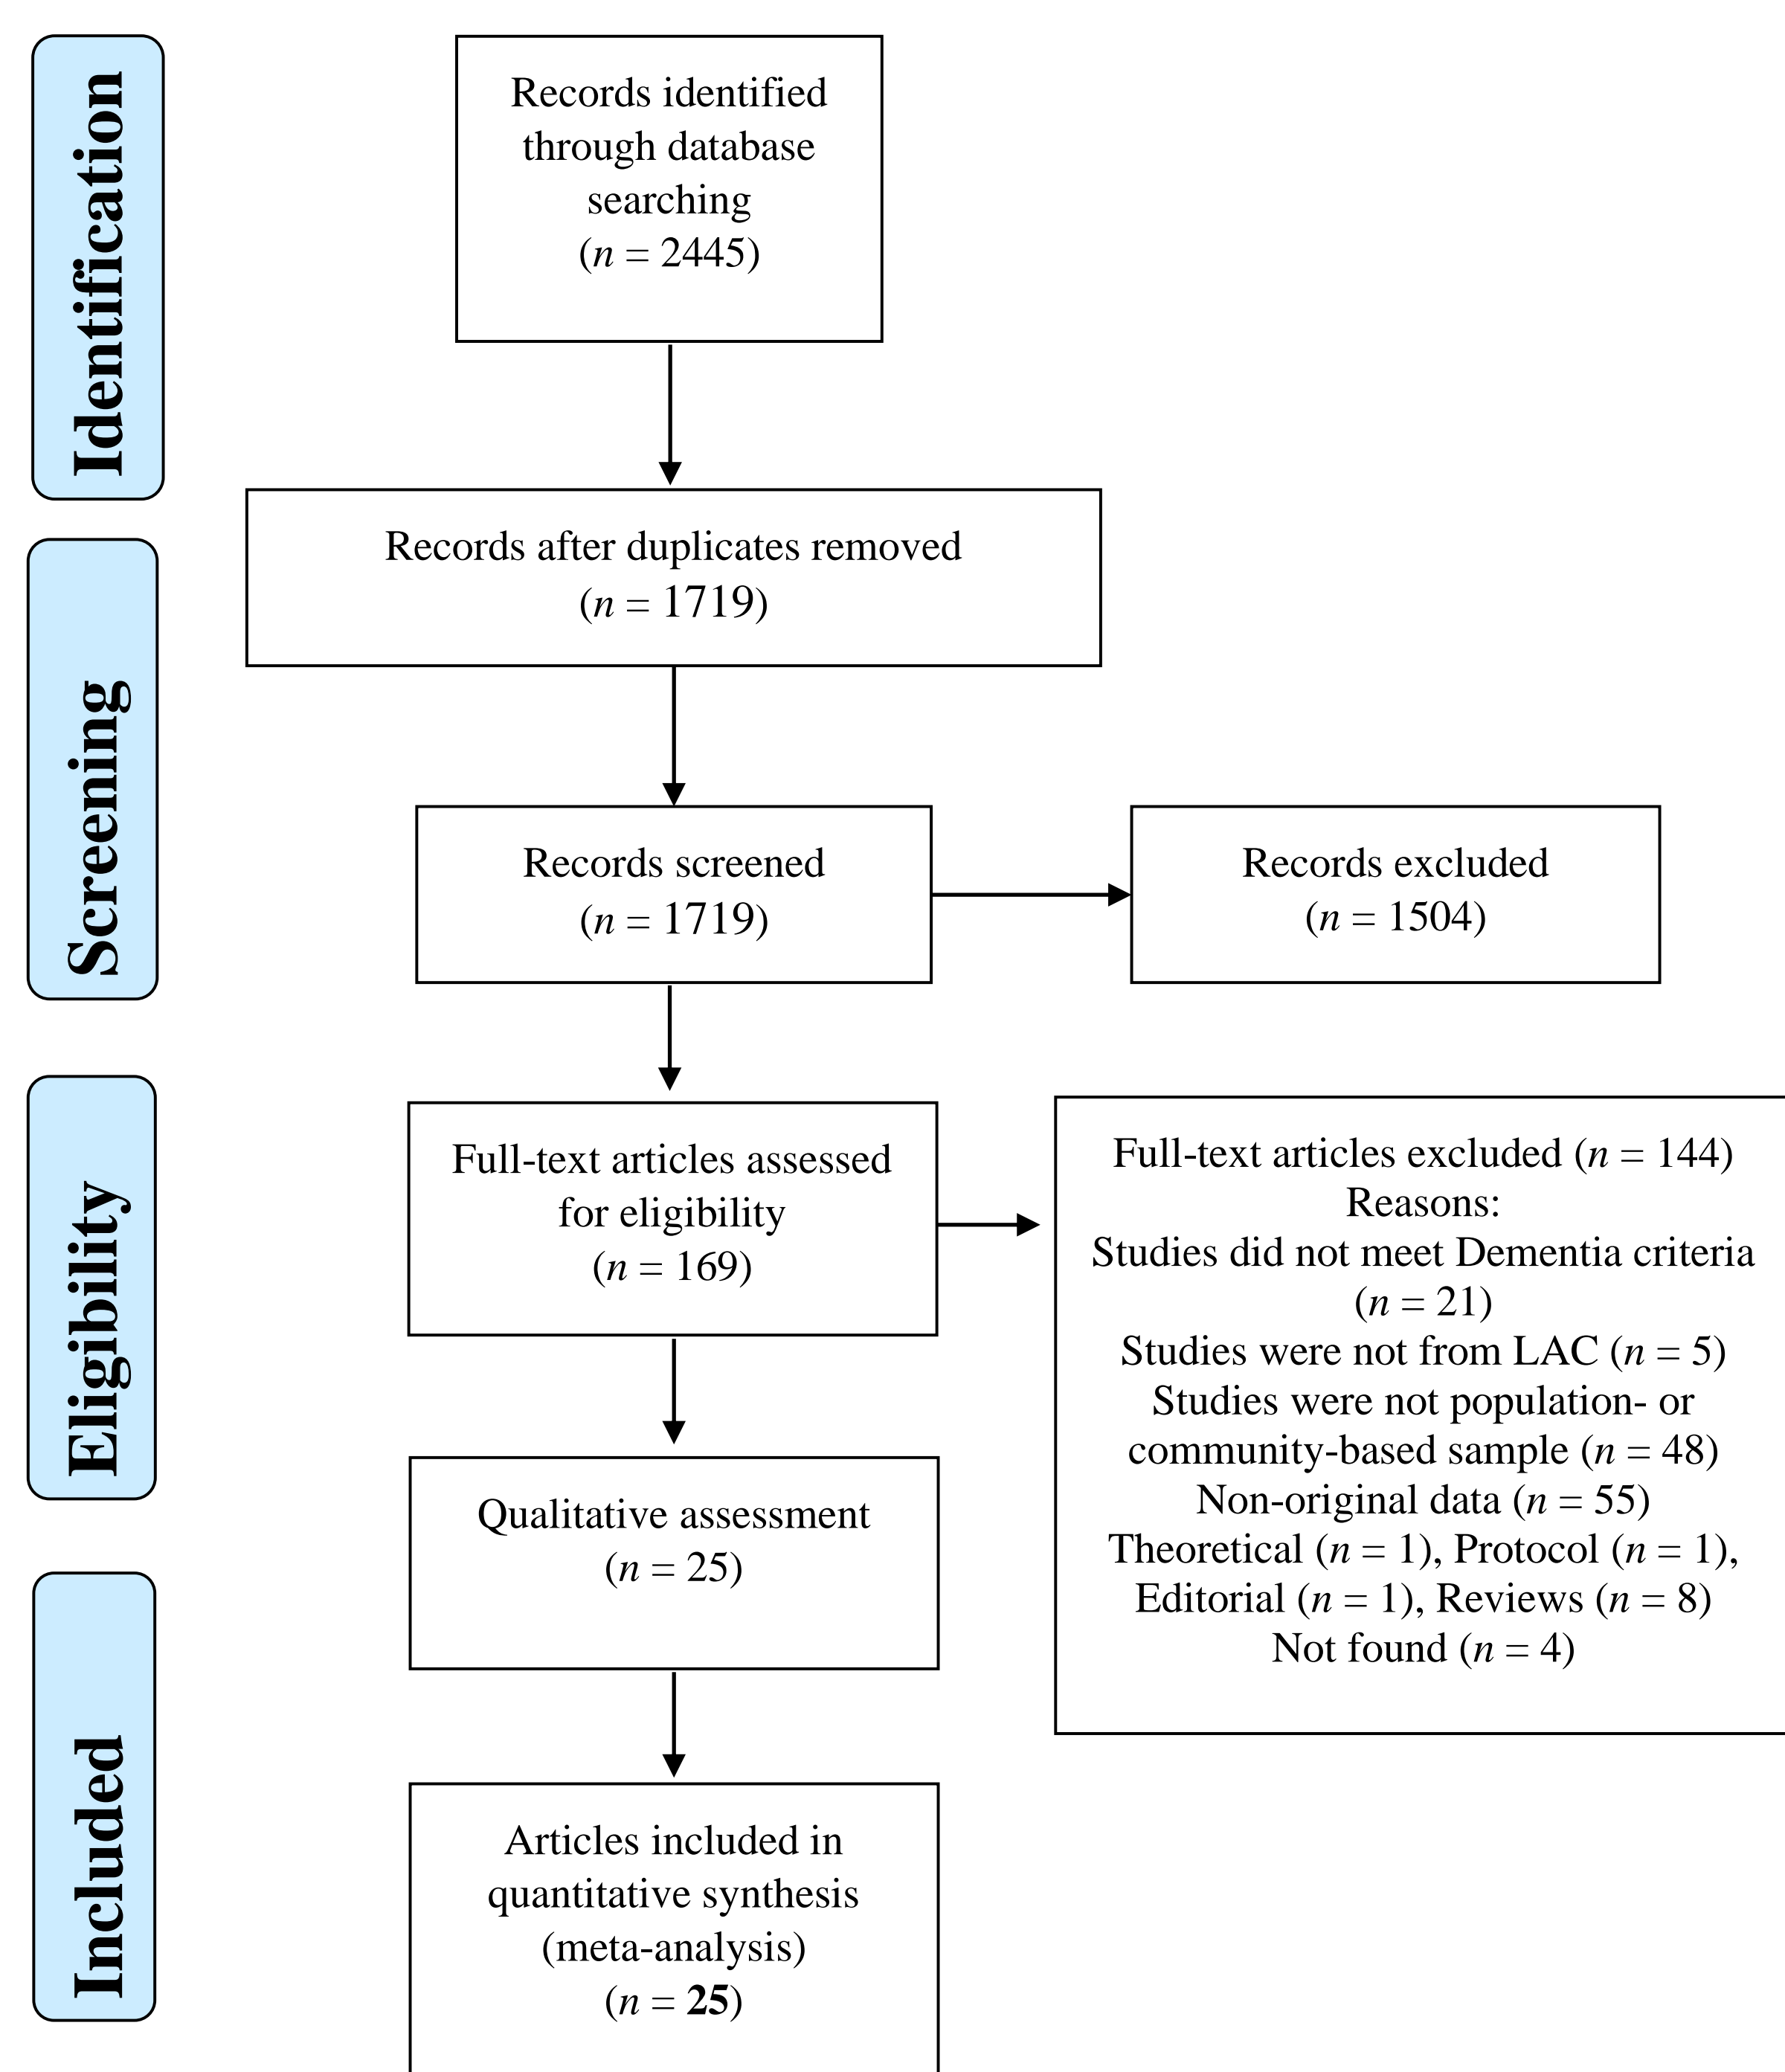 Identification
Records identified
through database
searching
(n = 2445)
Records after duplicates removed
(n = 1719)
Screening
Records screened
(n = 1719)
Records excluded
(n = 1504)
Eligibility
Full-text articles assessed
for eligibility
(n = 169)
Full-text articles excluded (n = 144)
Reasons:
Studies did not meet Dementia criteria
(n = 21)
Studies were not from LAC (n = 5)
Studies were not population- or
community-based sample (n = 48)
Non-original data (n = 55)
Theoretical (n = 1), Protocol (n = 1),
Editorial (n = 1), Reviews (n = 8)
Not found (n = 4)
Qualitative assessment
(n = 25)
Included
Articles included in
quantitative synthesis
(meta-analysis)
(n = 25)